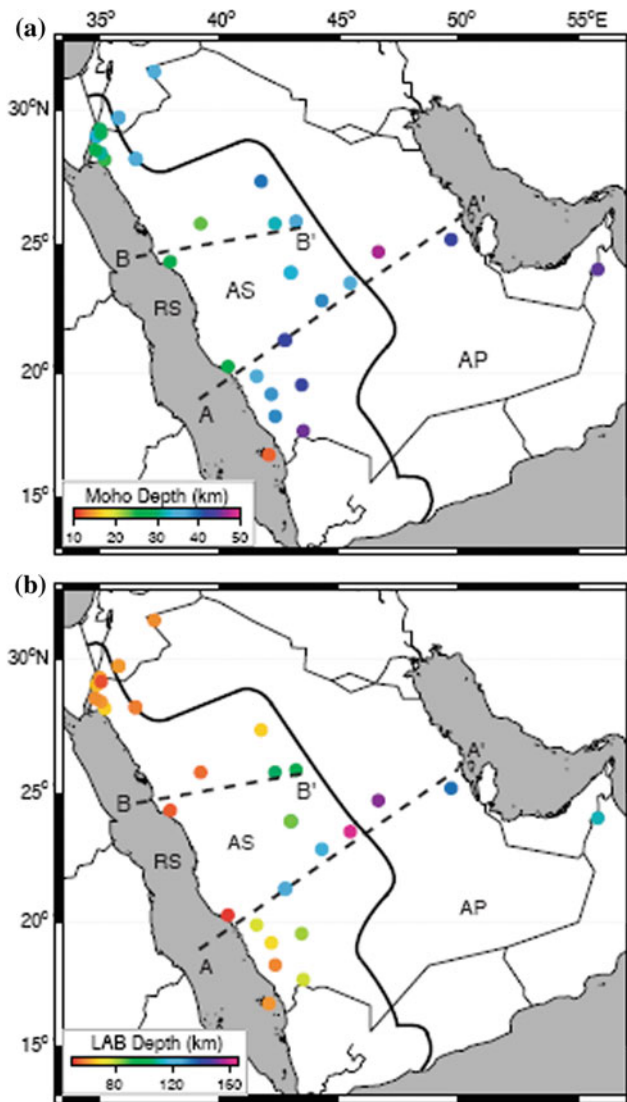 (a)
35° 40° 45° 50° 55°E
30°N
25°
20°
15°
A'
B
B'
RS
AS
AP
A
Moho Depth (km)
10 20 30 40 50
(b)
30°N
25°
20°
15°
A'
B
B'
RS
AS
AP
A
LAB Depth (km)
80 120 160